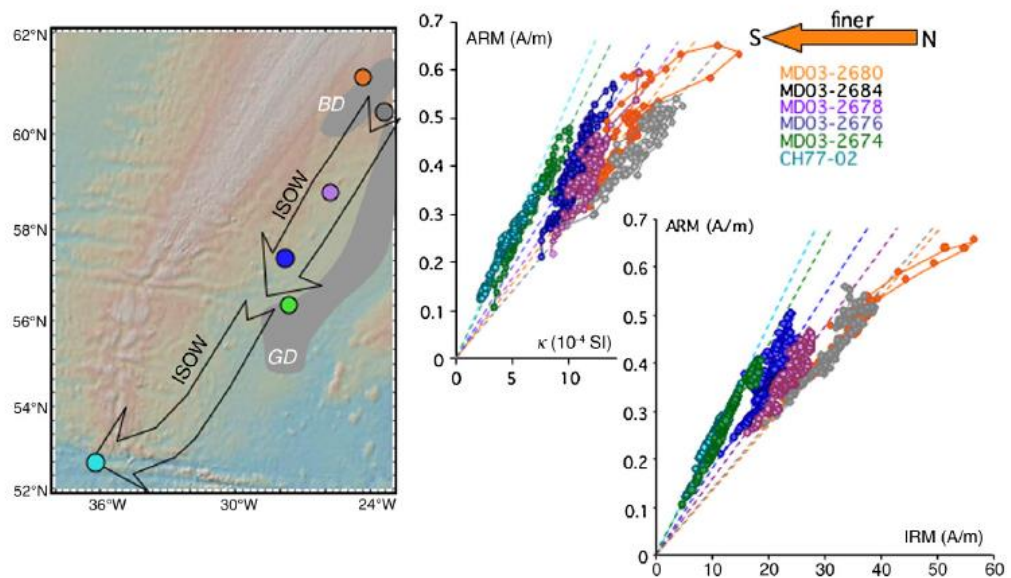 62°N
60°N
58°N
56°N
54°N
52°N
36°W
30°W
24°W
BD
ISOW
GD
ISOW
0.7
0.6
0.5
0.4
0.3
0.2
0.1
0
ARM (A/m)
0
5
10
κ (10⁻⁴ SI)
finer
S
N
MD03-2680
MD03-2684
MD03-2678
MD03-2676
MD03-2674
CH77-02
0.7
0.6
0.5
0.4
0.3
0.2
0.1
0
ARM (A/m)
0
10
20
30
40
50
60
IRM (A/m)